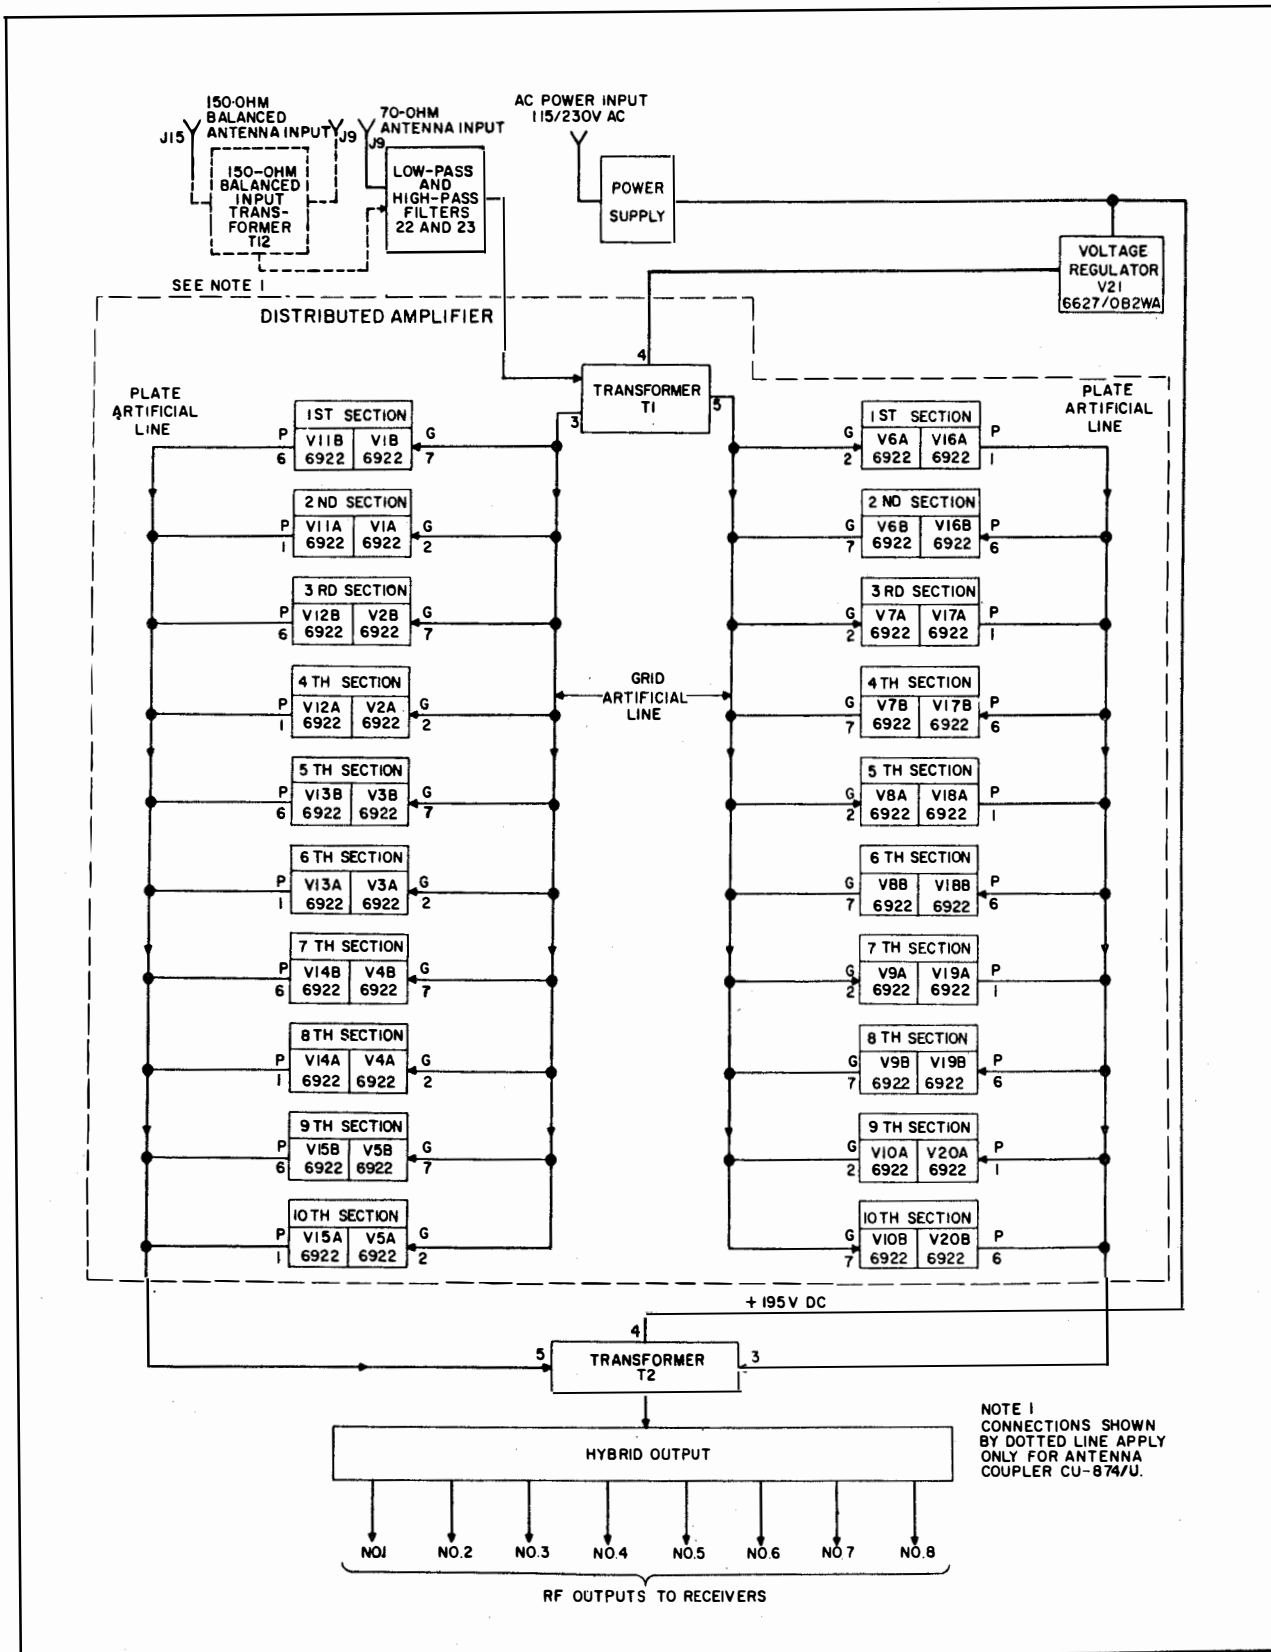 150-OHM
BALANCED
ANTENNA INPUT
J15
J9
70-OHM
ANTENNA INPUT
J9
AC POWER INPUT
115/230V AC
150-OHM
BALANCED
INPUT
TRANS-
FORMER
T12
LOW-PASS
AND
HIGH-PASS
FILTERS
22 AND 23
POWER
SUPPLY
VOLTAGE
REGULATOR
V21
6627/OB2WA
SEE NOTE 1
DISTRIBUTED AMPLIFIER
4
TRANSFORMER
T1
3
5
PLATE
ARTIFICIAL
LINE
PLATE
ARTIFICIAL
LINE
1ST SECTION
P V11B V1B G
6 6922 6922 7
2ND SECTION
P V11A V1A G
1 6922 6922 2
3RD SECTION
P V12B V2B G
6 6922 6922 7
4TH SECTION
P V12A V2A G
1 6922 6922 2
5TH SECTION
P V13B V3B G
6 6922 6922 7
6TH SECTION
P V13A V3A G
1 6922 6922 2
7TH SECTION
P V14B V4B G
6 6922 6922 7
8TH SECTION
P V14A V4A G
1 6922 6922 2
9TH SECTION
P V15B V5B G
6 6922 6922 7
10TH SECTION
P V15A V5A G
1 6922 6922 2
GRID
ARTIFICIAL
LINE
1ST SECTION
G V6A V16A P
2 6922 6922 1
2ND SECTION
G V6B V16B P
7 6922 6922 6
3RD SECTION
G V7A V17A P
2 6922 6922 1
4TH SECTION
G V7B V17B P
7 6922 6922 6
5TH SECTION
G V8A V18A P
2 6922 6922 1
6TH SECTION
G V8B V18B P
7 6922 6922 6
7TH SECTION
G V9A V19A P
2 6922 6922 1
8TH SECTION
G V9B V19B P
7 6922 6922 6
9TH SECTION
G V10A V20A P
2 6922 6922 1
10TH SECTION
G V10B V20B P
7 6922 6922 6
+195V DC
4
5
TRANSFORMER
T2
3
HYBRID OUTPUT
NO.1 NO.2 NO.3 NO.4 NO.5 NO.6 NO.7 NO.8
RF OUTPUTS TO RECEIVERS
NOTE 1
CONNECTIONS SHOWN
BY DOTTED LINE APPLY
ONLY FOR ANTENNA
COUPLER CU-874/U.